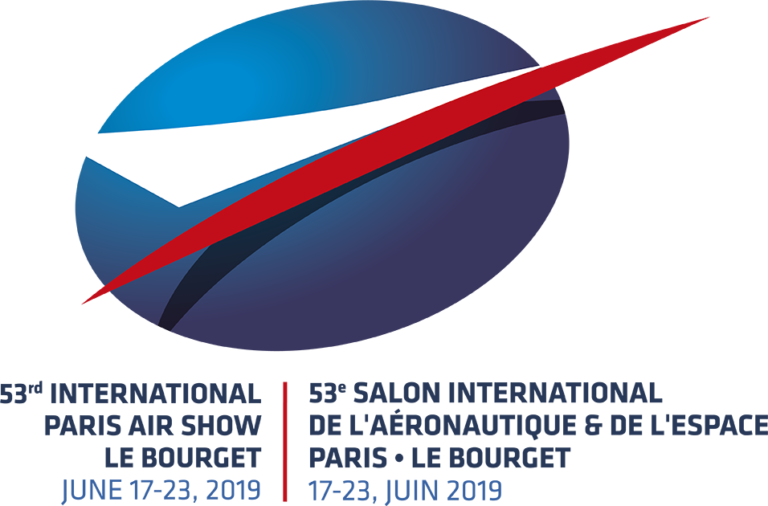 53rd INTERNATIONAL
PARIS AIR SHOW
LE BOURGET
JUNE 17-23, 2019
53e SALON INTERNATIONAL
DE L'AÉRONAUTIQUE & DE L'ESPACE
PARIS • LE BOURGET
17-23, JUIN 2019